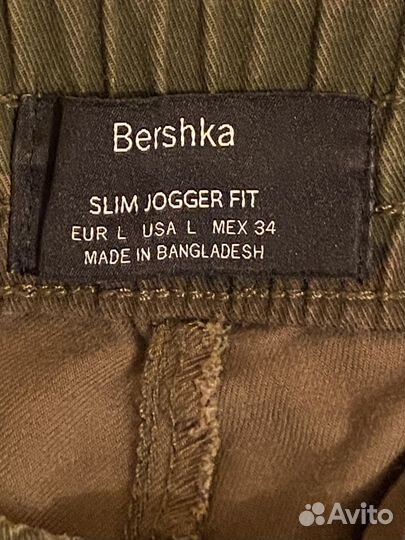 Bershka
SLIM JOGGER FIT
EUR L USA L MEX 34
MADE IN BANGLADESH
Avito